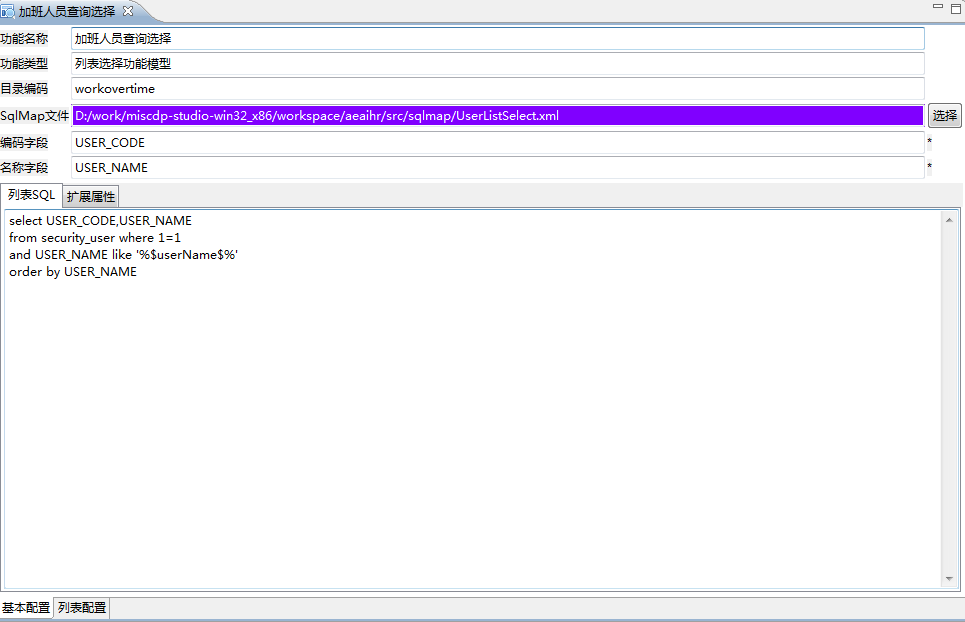 加班人员查询选择
功能名称 加班人员查询选择
功能类型 列表选择功能模型
目录编码 workovertime
SqlMap文件 D:/work/miscdp-studio-win32_x86/workspace/aeaihr/src/sqlmap/UserListSelect.xml 选择
编码字段 USER_CODE *
名称字段 USER_NAME *
列表SQL 扩展属性
select USER_CODE,USER_NAME
from security_user where 1=1
and USER_NAME like '%$userName$%'
order by USER_NAME
基本配置 列表配置